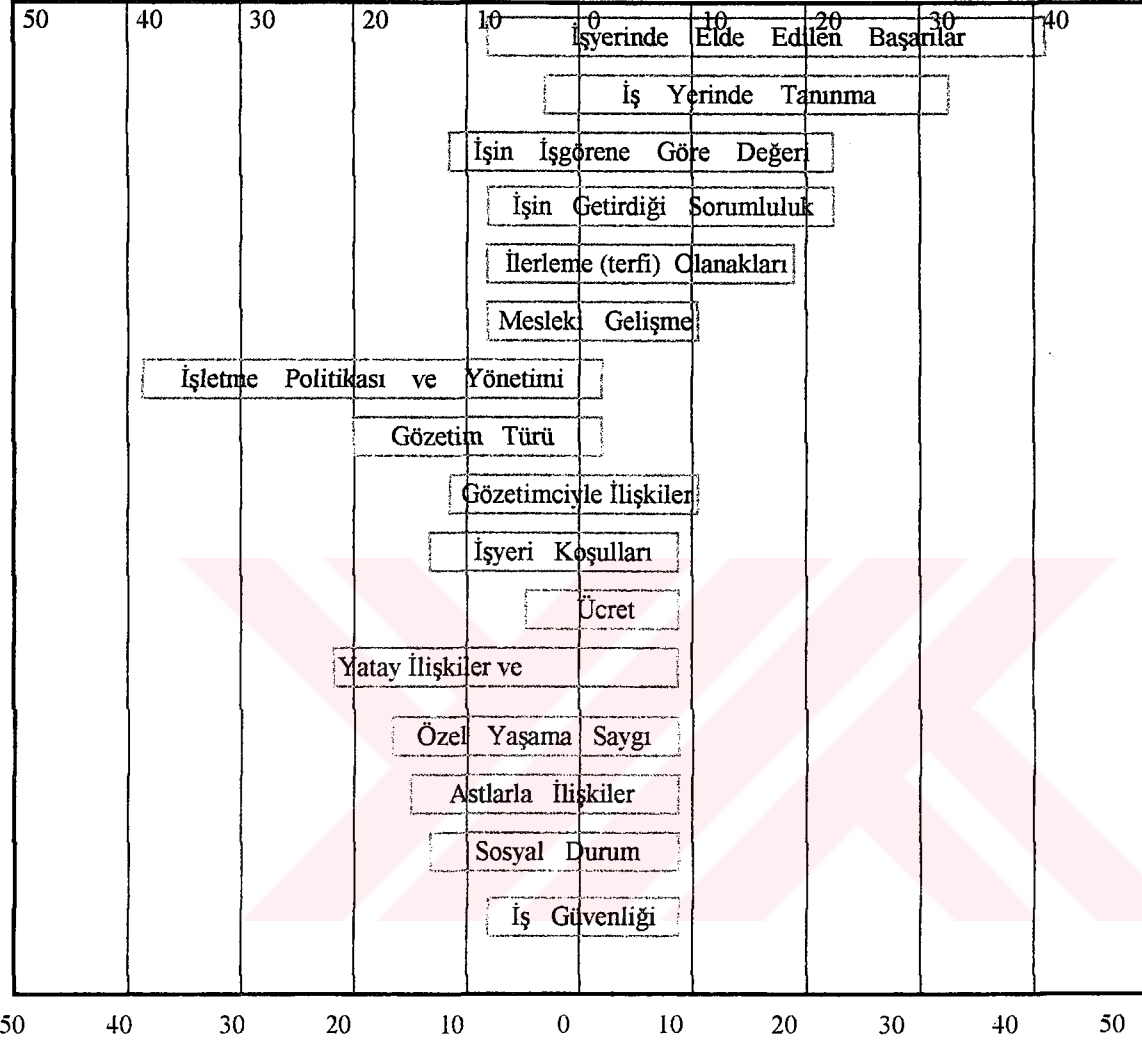 50 40 30 20 10 0 10 20 30 40
İşyerinde Elde Edilen Başarılar
İş Yerinde Tanınma
İşin İşgörene Göre Değeri
İşin Getirdiği Sorumluluk
İlerleme (terfi) Olanakları
Mesleki Gelişme
İşletme Politikası ve Yönetimi
Gözetim Türü
Gözetimciyle İlişkiler
İşyeri Koşulları
Ücret
Yatay İlişkiler ve
Özel Yaşama Saygı
Astlarla İlişkiler
Sosyal Durum
İş Güvenliği
50 40 30 20 10 0 10 20 30 40 50